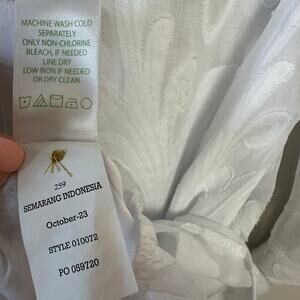 MACHINE WASH COLD
SEPARATELY
ONLY NON-CHLORINE
BLEACH, IF NEEDED
LINE DRY
LOW IRON IF NEEDED
OR DRY CLEAN
259
SEMARANG INDONESIA
October-23
STYLE 010072
PO 059720